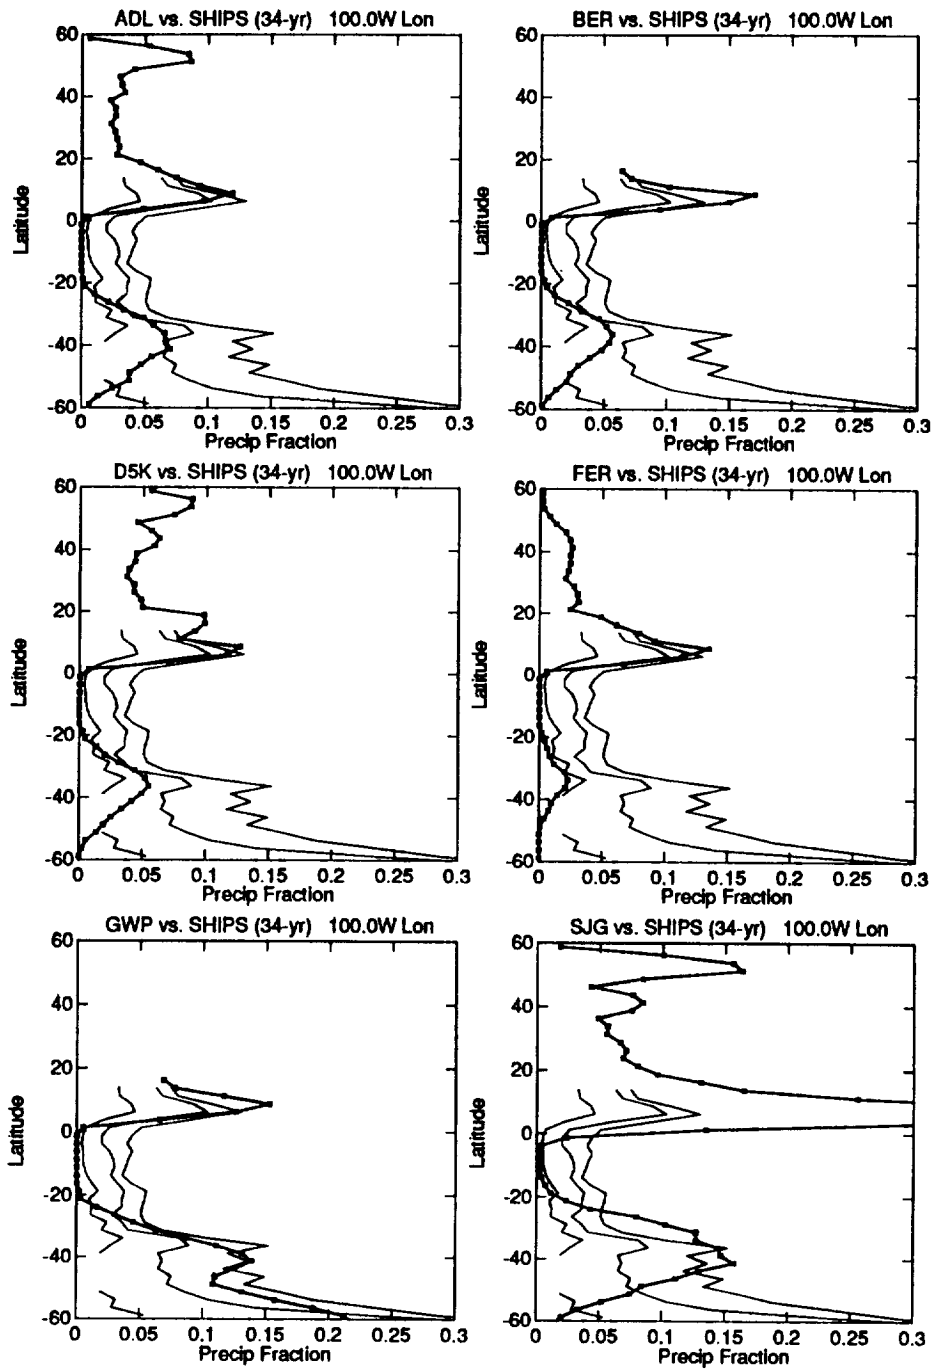 ADL vs. SHIPS (34-yr) 100.0W Lon
60
40
20
0
-20
-40
-60
Latitude
0 0.05 0.1 0.15 0.2 0.25 0.3
Precip Fraction
BER vs. SHIPS (34-yr) 100.0W Lon
60
40
20
0
-20
-40
-60
Latitude
0 0.05 0.1 0.15 0.2 0.25 0.3
Precip Fraction
D5K vs. SHIPS (34-yr) 100.0W Lon
60
40
20
0
-20
-40
-60
Latitude
0 0.05 0.1 0.15 0.2 0.25 0.3
Precip Fraction
FER vs. SHIPS (34-yr) 100.0W Lon
60
40
20
0
-20
-40
-60
Latitude
0 0.05 0.1 0.15 0.2 0.25 0.3
Precip Fraction
GWP vs. SHIPS (34-yr) 100.0W Lon
60
40
20
0
-20
-40
-60
Latitude
0 0.05 0.1 0.15 0.2 0.25 0.3
Precip Fraction
SJG vs. SHIPS (34-yr) 100.0W Lon
60
40
20
0
-20
-40
-60
Latitude
0 0.05 0.1 0.15 0.2 0.25 0.3
Precip Fraction